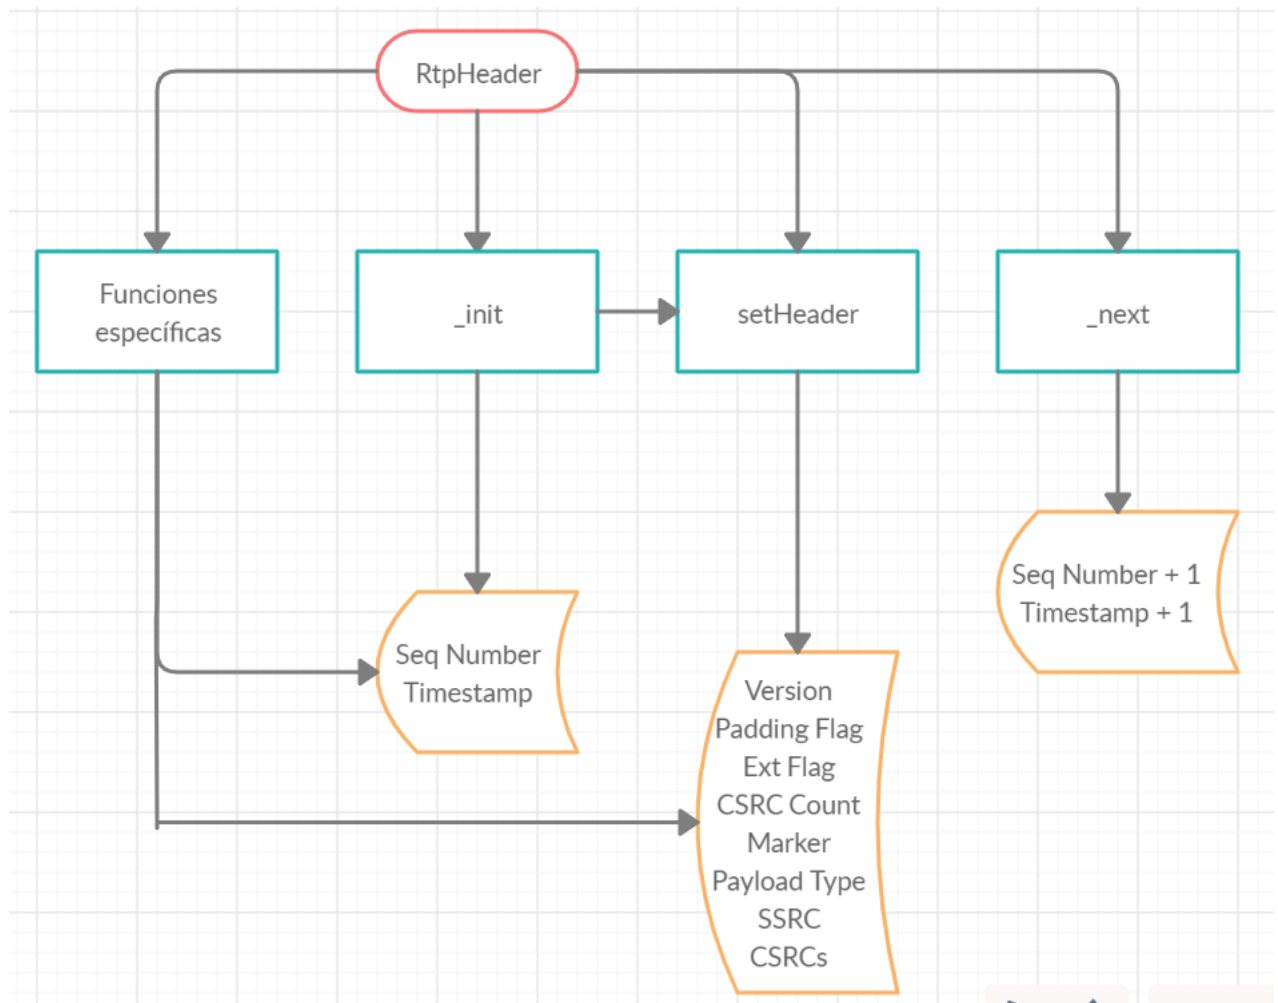 RtpHeader
Funciones
específicas
_init
setHeader
_next
Seq Number
Timestamp
Version
Padding Flag
Ext Flag
CSRC Count
Marker
Payload Type
SSRC
CSRCs
Seq Number + 1
Timestamp + 1